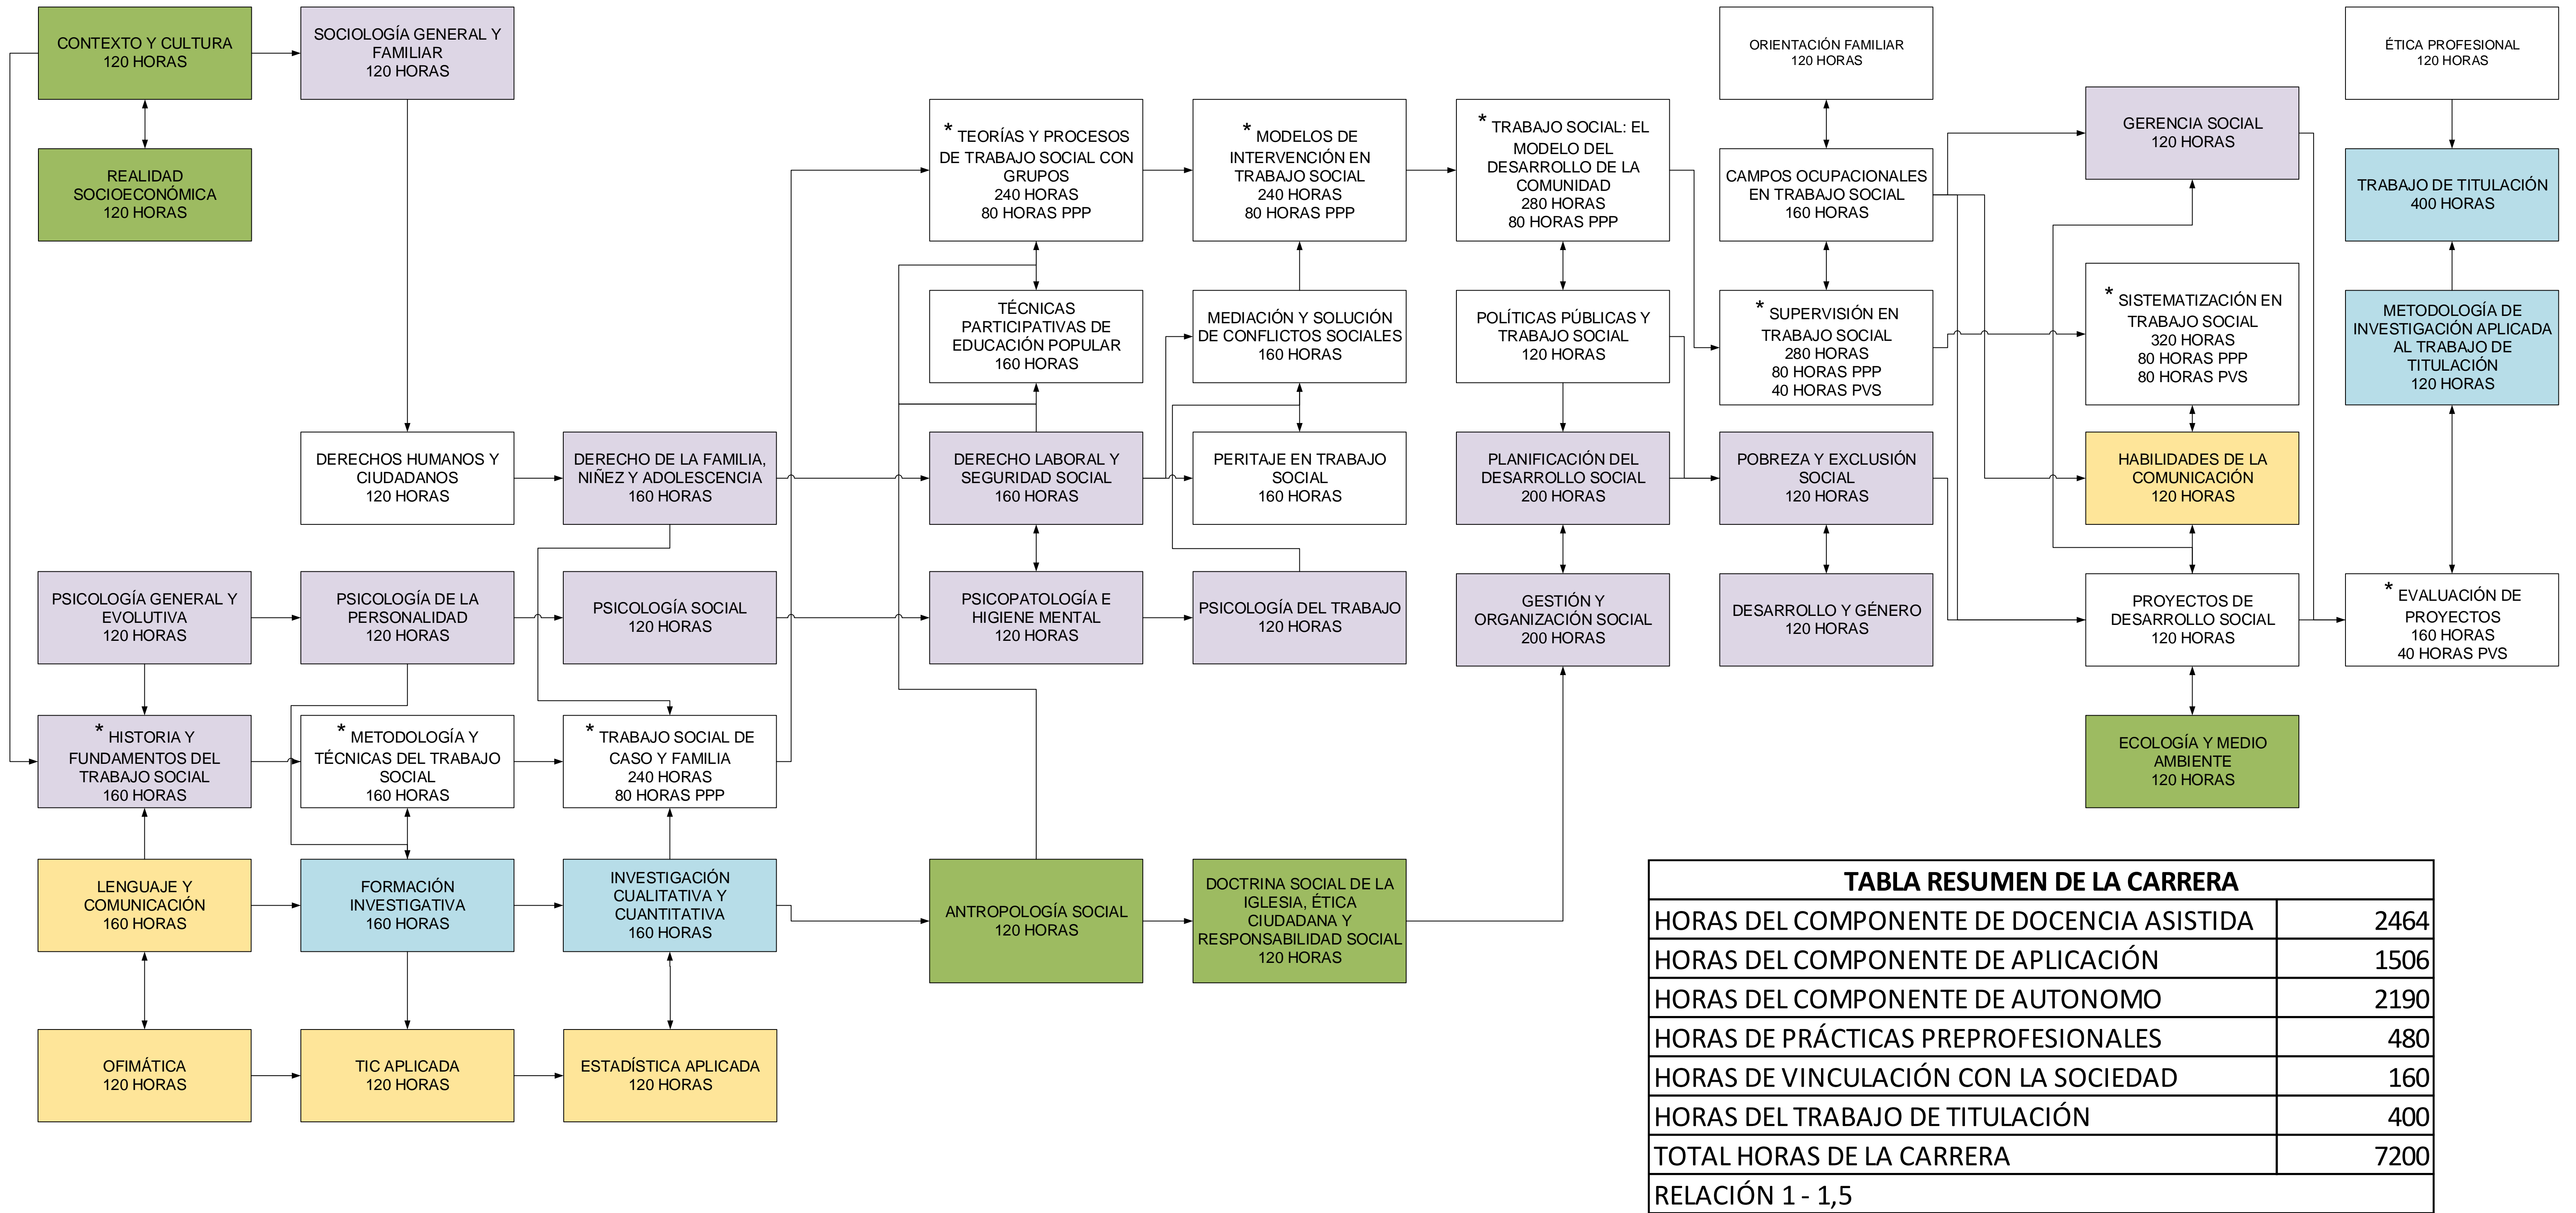 CONTEXTO Y CULTURA
120 HORAS
REALIDAD
SOCIOECONÓMICA
120 HORAS
PSICOLOGÍA GENERAL Y
EVOLUTIVA
120 HORAS
* HISTORIA Y
FUNDAMENTOS DEL
TRABAJO SOCIAL
160 HORAS
LENGUAJE Y
COMUNICACIÓN
160 HORAS
OFIMÁTICA
120 HORAS
SOCIOLOGÍA GENERAL Y
FAMILIAR
120 HORAS
DERECHOS HUMANOS Y
CIUDADANOS
120 HORAS
PSICOLOGÍA DE LA
PERSONALIDAD
120 HORAS
* METODOLOGÍA Y
TÉCNICAS DEL TRABAJO
SOCIAL
160 HORAS
FORMACIÓN
INVESTIGATIVA
160 HORAS
TIC APLICADA
120 HORAS
DERECHO DE LA FAMILIA,
NIÑEZ Y ADOLESCENCIA
160 HORAS
PSICOLOGÍA SOCIAL
120 HORAS
* TRABAJO SOCIAL DE
CASO Y FAMILIA
240 HORAS
80 HORAS PPP
INVESTIGACIÓN
CUALITATIVA Y
CUANTITATIVA
160 HORAS
ESTADÍSTICA APLICADA
120 HORAS
* TEORÍAS Y PROCESOS
DE TRABAJO SOCIAL CON
GRUPOS
240 HORAS
80 HORAS PPP
TÉCNICAS
PARTICIPATIVAS DE
EDUCACIÓN POPULAR
160 HORAS
DERECHO LABORAL Y
SEGURIDAD SOCIAL
160 HORAS
PSICOPATOLOGÍA E
HIGIENE MENTAL
120 HORAS
ANTROPOLOGÍA SOCIAL
120 HORAS
* MODELOS DE
INTERVENCIÓN EN
TRABAJO SOCIAL
240 HORAS
80 HORAS PPP
MEDIACIÓN Y SOLUCIÓN
DE CONFLICTOS SOCIALES
160 HORAS
PERITAJE EN TRABAJO
SOCIAL
160 HORAS
PSICOLOGÍA DEL TRABAJO
120 HORAS
DOCTRINA SOCIAL DE LA
IGLESIA, ÉTICA
CIUDADANA Y
RESPONSABILIDAD SOCIAL
120 HORAS
* TRABAJO SOCIAL: EL
MODELO DEL
DESARROLLO DE LA
COMUNIDAD
280 HORAS
80 HORAS PPP
POLÍTICAS PÚBLICAS Y
TRABAJO SOCIAL
120 HORAS
PLANIFICACIÓN DEL
DESARROLLO SOCIAL
200 HORAS
GESTIÓN Y
ORGANIZACIÓN SOCIAL
200 HORAS
ORIENTACIÓN FAMILIAR
120 HORAS
CAMPOS OCUPACIONALES
EN TRABAJO SOCIAL
160 HORAS
* SUPERVISIÓN EN
TRABAJO SOCIAL
280 HORAS
80 HORAS PPP
40 HORAS PVS
POBREZA Y EXCLUSIÓN
SOCIAL
120 HORAS
DESARROLLO Y GÉNERO
120 HORAS
GERENCIA SOCIAL
120 HORAS
* SISTEMATIZACIÓN EN
TRABAJO SOCIAL
320 HORAS
80 HORAS PPP
80 HORAS PVS
HABILIDADES DE LA
COMUNICACIÓN
120 HORAS
PROYECTOS DE
DESARROLLO SOCIAL
120 HORAS
ECOLOGÍA Y MEDIO
AMBIENTE
120 HORAS
ÉTICA PROFESIONAL
120 HORAS
TRABAJO DE TITULACIÓN
400 HORAS
METODOLOGÍA DE
INVESTIGACIÓN APLICADA
AL TRABAJO DE
TITULACIÓN
120 HORAS
* EVALUACIÓN DE
PROYECTOS
160 HORAS
40 HORAS PVS
TABLA RESUMEN DE LA CARRERA
HORAS DEL COMPONENTE DE DOCENCIA ASISTIDA 2464
HORAS DEL COMPONENTE DE APLICACIÓN 1506
HORAS DEL COMPONENTE DE AUTONOMO 2190
HORAS DE PRÁCTICAS PREPROFESIONALES 480
HORAS DE VINCULACIÓN CON LA SOCIEDAD 160
HORAS DEL TRABAJO DE TITULACIÓN 400
TOTAL HORAS DE LA CARRERA 7200
RELACIÓN 1 - 1,5